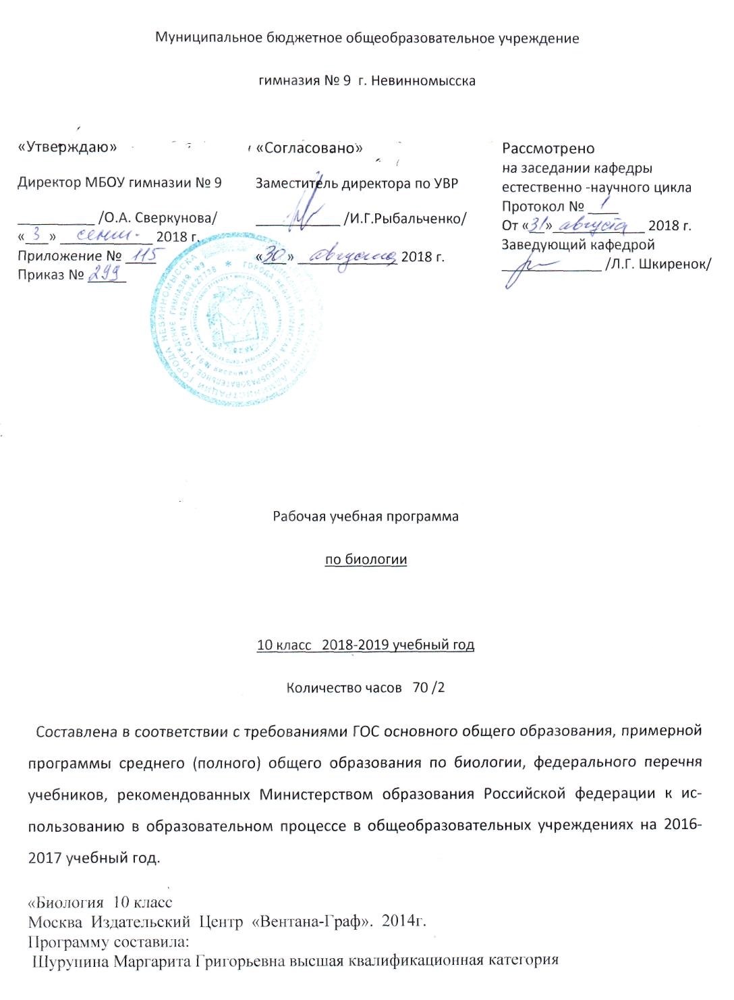 Муниципальное бюджетное общеобразовательное учреждение
гимназия № 9 г. Невинномысска
«Утверждаю»
Директор МБОУ гимназии № 9
__________ /О.А. Сверкунова/
«_3_» сент. 2018 г.
Приложение № 115
Приказ № 299
«Согласовано»
Заместитель директора по УВР
___________ /И.Г.Рыбальченко/
«30» августа 2018 г.
Рассмотрено
на заседании кафедры
естественно -научного цикла
Протокол № 1
От «31» августа 2018 г.
Заведующий кафедрой
_____________ /Л.Г. Шкиренок/
Рабочая учебная программа
по биологии
10 класс 2018-2019 учебный год
Количество часов 70 /2
Составлена в соответствии с требованиями ГОС основного общего образования, примерной
программы среднего (полного) общего образования по биологии, федерального перечня
учебников, рекомендованных Министерством образования Российской федерации к ис-
пользованию в образовательном процессе в общеобразовательных учреждениях на 2016-
2017 учебный год.
«Биология 10 класс
Москва Издательский Центр «Вентана-Граф». 2014г.
Программу составила:
Шурупина Маргарита Григорьевна высшая квалификационная категория